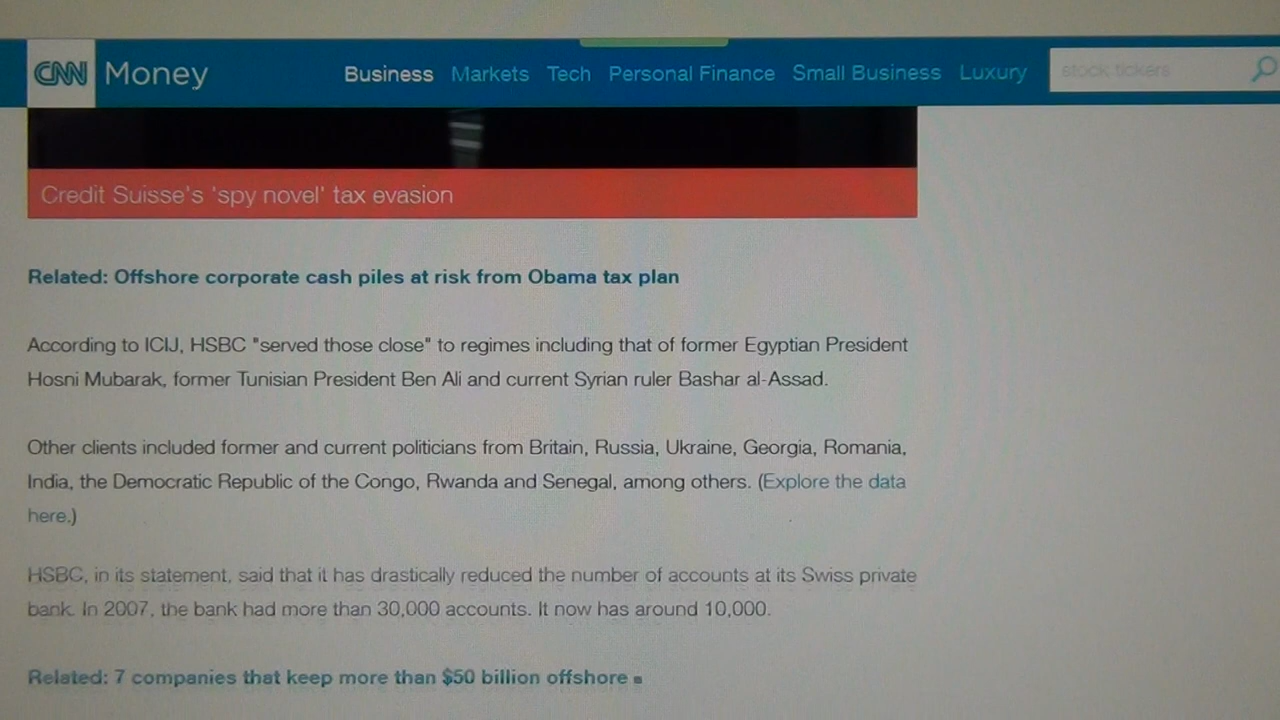 CNN Money Business Markets Tech Personal Finance Small Business Luxury stock tickers
Credit Suisse's 'spy novel' tax evasion
Related: Offshore corporate cash piles at risk from Obama tax plan
According to ICIJ, HSBC "served those close" to regimes including that of former Egyptian President
Hosni Mubarak, former Tunisian President Ben Ali and current Syrian ruler Bashar al-Assad.
Other clients included former and current politicians from Britain, Russia, Ukraine, Georgia, Romania,
India, the Democratic Republic of the Congo, Rwanda and Senegal, among others. (Explore the data
here.)
HSBC, in its statement, said that it has drastically reduced the number of accounts at its Swiss private
bank. In 2007, the bank had more than 30,000 accounts. It now has around 10,000.
Related: 7 companies that keep more than $50 billion offshore